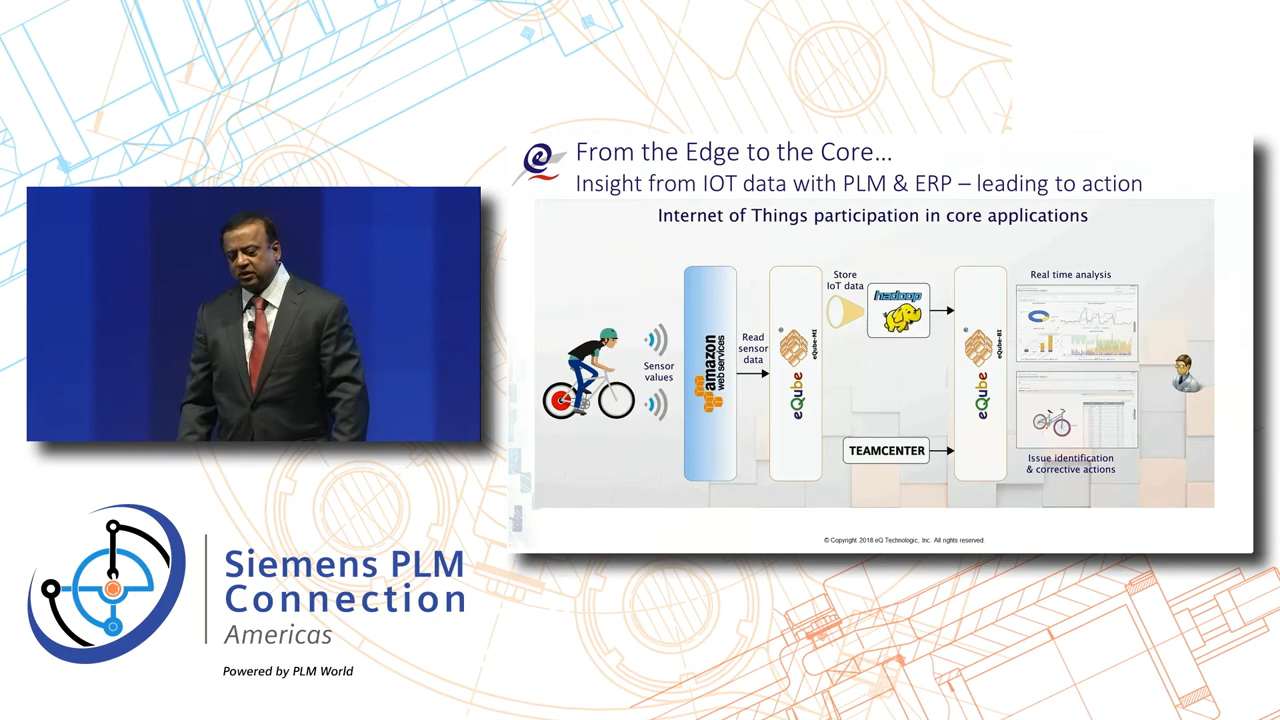 From the Edge to the Core...
Insight from IOT data with PLM & ERP – leading to action
Internet of Things participation in core applications
Sensor
values
amazon
web services
Read
sensor
data
eQube
®
eQube-MI
Store
IoT data
hadoop
TEAMCENTER
eQube
®
eQube-BI
Real time analysis
Issue identification
& corrective actions
© Copyright 2018 eQ Technologic, Inc. All rights reserved.
Siemens PLM
Connection
Americas
Powered by PLM World